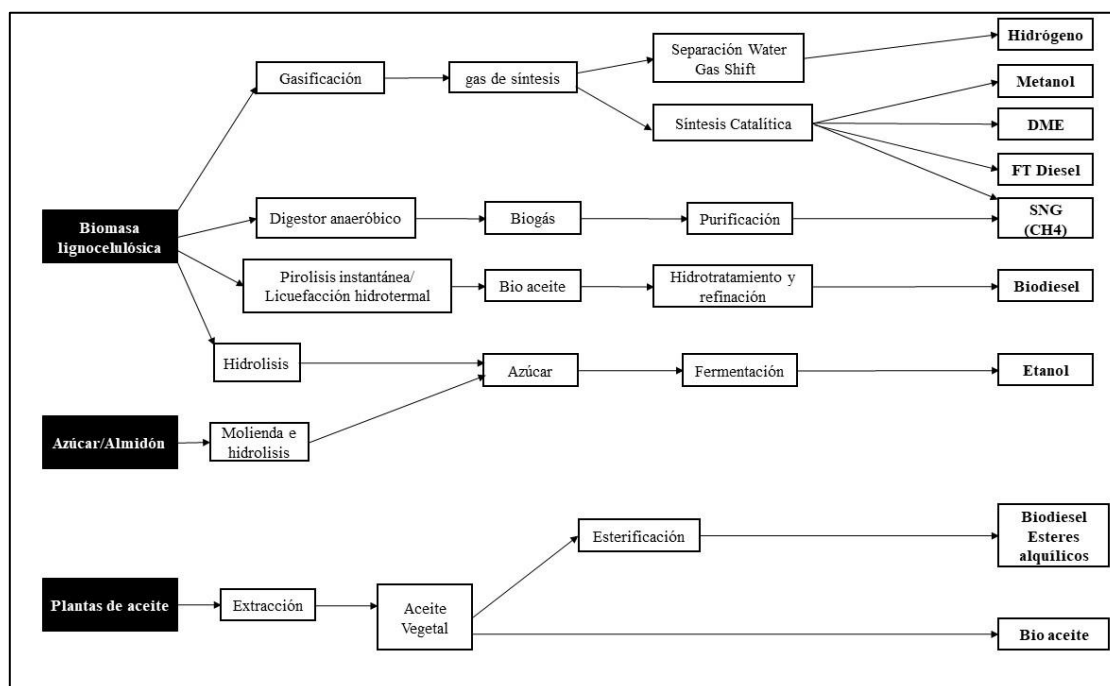 Hidrógeno
Separación Water
Gas Shift
Gasificación
gas de síntesis
Metanol
Síntesis Catalítica
DME
FT Diesel
Biomasa
lignocelulósica
Digestor anaeróbico
Biogás
Purificación
SNG
(CH4)
Pirolisis instantánea/
Licuefacción hidrotermal
Bio aceite
Hidrotratamiento y
refinación
Biodiesel
Hidrolisis
Azúcar
Fermentación
Etanol
Azúcar/Almidón
Molienda e
hidrolisis
Esterificación
Biodiesel
Esteres
alquílicos
Plantas de aceite
Extracción
Aceite
Vegetal
Bio aceite